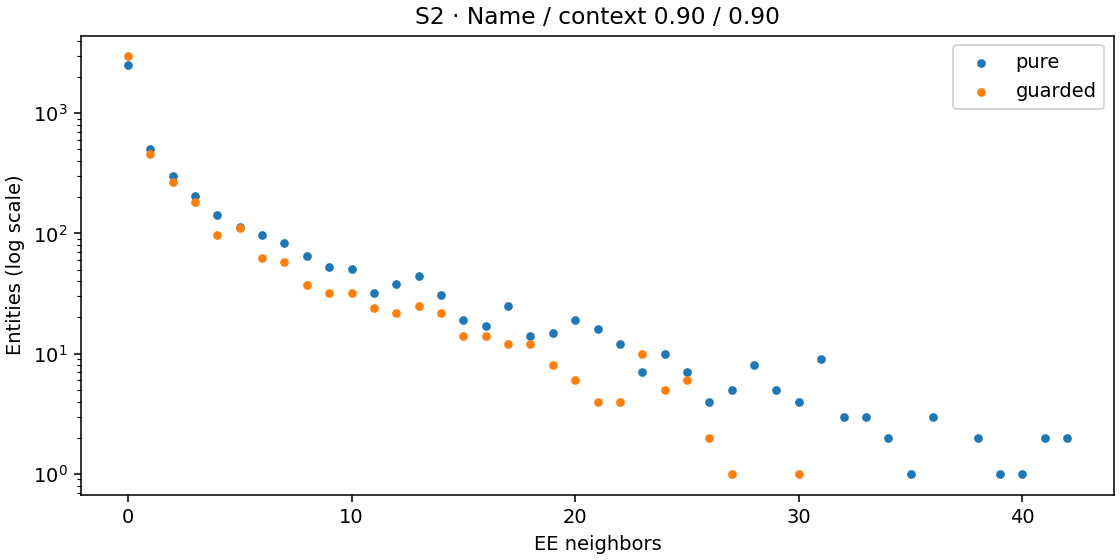 S2 · Name / context 0.90 / 0.90
pure
guarded
Entities (log scale)
10³
10²
10¹
10⁰
0 10 20 30 40
EE neighbors